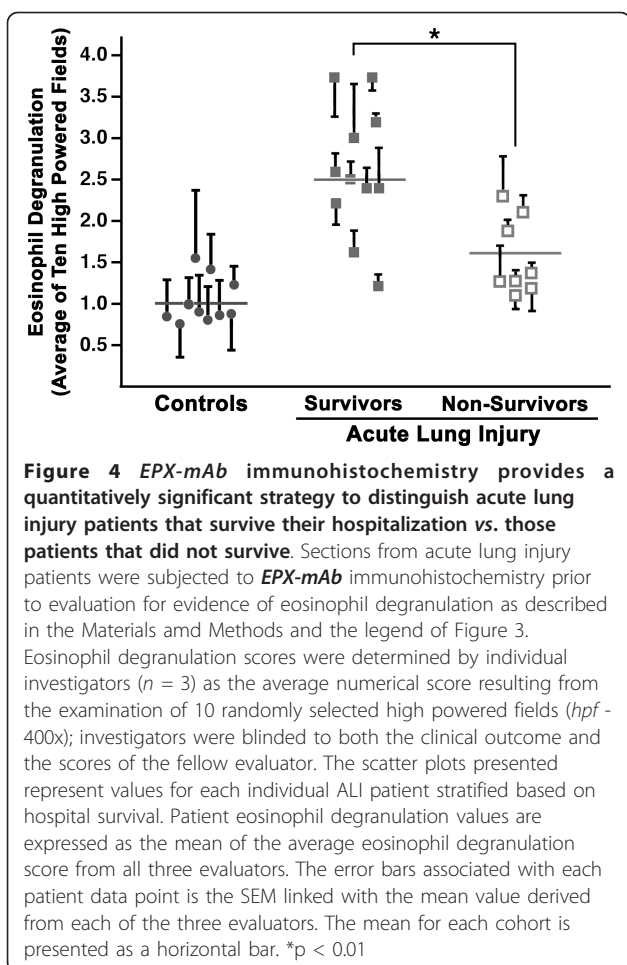 *
4.0
3.5
3.0
2.5
2.0
1.5
1.0
0.5
Eosinophil Degranulation
(Average of Ten High Powered Fields)
Controls
Survivors
Non-Survivors
Acute Lung Injury
Figure 4 EPX-mAb immunohistochemistry provides a
quantitatively significant strategy to distinguish acute lung
injury patients that survive their hospitalization vs. those
patients that did not survive. Sections from acute lung injury
patients were subjected to EPX-mAb immunohistochemistry prior
to evaluation for evidence of eosinophil degranulation as described
in the Materials amd Methods and the legend of Figure 3.
Eosinophil degranulation scores were determined by individual
investigators (n = 3) as the average numerical score resulting from
the examination of 10 randomly selected high powered fields (hpf -
400x); investigators were blinded to both the clinical outcome and
the scores of the fellow evaluator. The scatter plots presented
represent values for each individual ALI patient stratified based on
hospital survival. Patient eosinophil degranulation values are
expressed as the mean of the average eosinophil degranulation
score from all three evaluators. The error bars associated with each
patient data point is the SEM linked with the mean value derived
from each of the three evaluators. The mean for each cohort is
presented as a horizontal bar. *p < 0.01